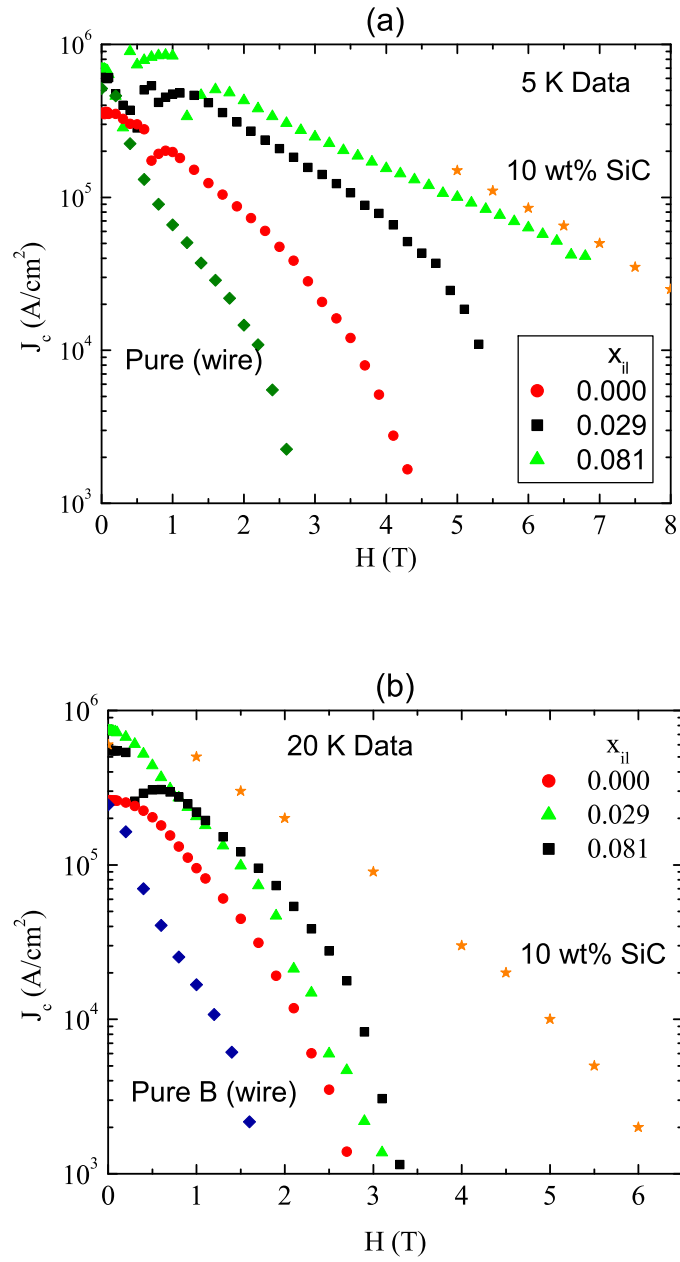 (a)
10⁶
5 K Data
10 wt% SiC
10⁵
J_c (A/cm²)
Pure (wire)
10⁴
x_il
0.000
0.029
0.081
10³
0 1 2 3 4 5 6 7 8
H (T)
(b)
10⁶
20 K Data
x_il
0.000
0.029
0.081
10⁵
J_c (A/cm²)
10 wt% SiC
10⁴
Pure B (wire)
10³
0 1 2 3 4 5 6
H (T)